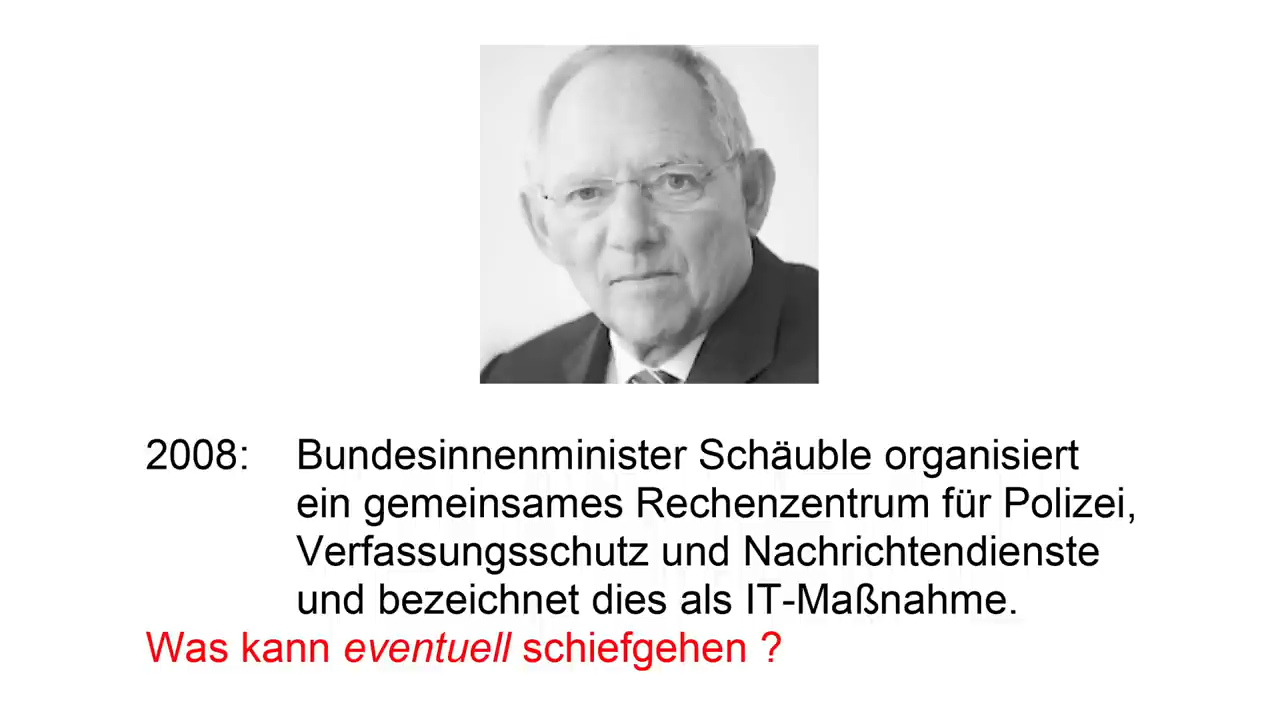 2008: Bundesinnenminister Schäuble organisiert
ein gemeinsames Rechenzentrum für Polizei,
Verfassungsschutz und Nachrichtendienste
und bezeichnet dies als IT-Maßnahme.
Was kann eventuell schiefgehen ?